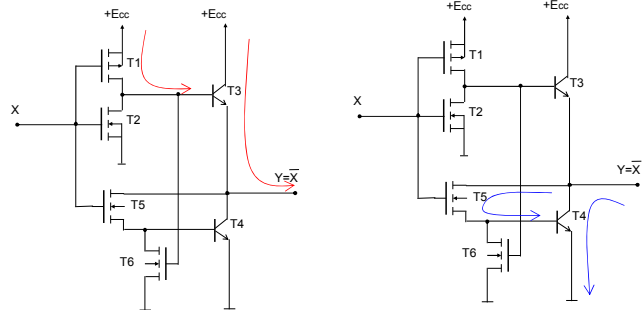 +Ecc +Ecc +Ecc +Ecc
T1 T1
T3 T3
X X
T2 T2
Y=X̅ Y=X̅
T5 T5
T4 T4
T6 T6